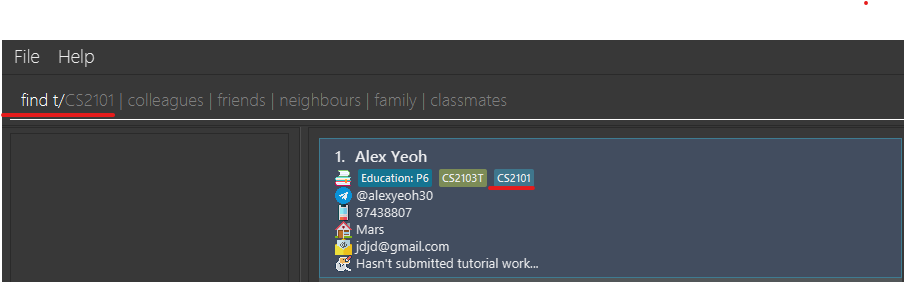 File Help
find t/CS2101 | colleagues | friends | neighbours | family | classmates
1. Alex Yeoh
Education: P6 CS2103T CS2101
@alexyeoh30
87438807
Mars
jdjd@gmail.com
Hasn't submitted tutorial work...